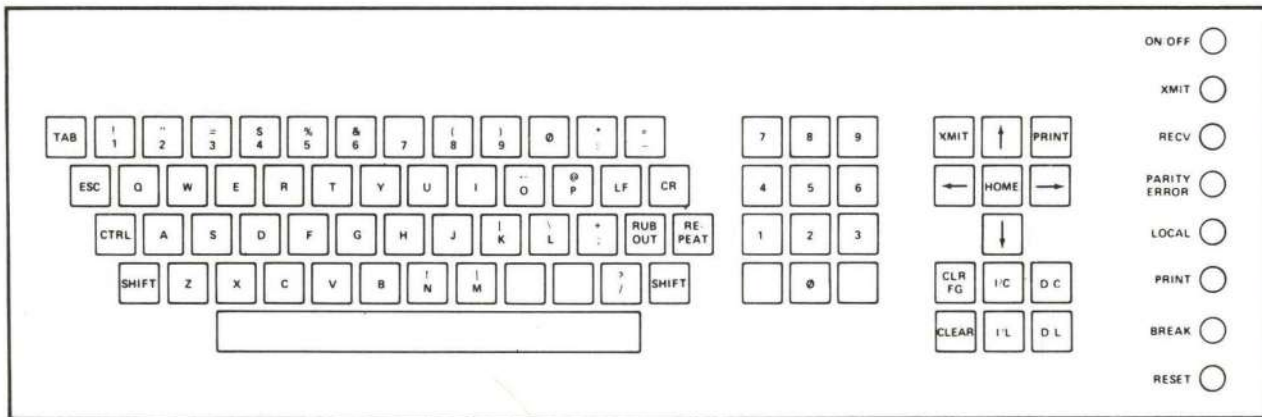 ON OFF
XMIT
TAB ! 1 " 2 = 3 $ 4 % 5 & 6 7 ( 8 ) 9 Ø * : = – 7 8 9 XMIT ↑ PRINT RECV
ESC Q W E R T Y U I O @ P LF CR 4 5 6 ← HOME → PARITY ERROR
CTRL A S D F G H J [ K \ L + ; RUB OUT RE- PEAT 1 2 3 ↓ LOCAL
SHIFT Z X C V B N M ? / SHIFT Ø CLR FG I/C D C PRINT
CLEAR I/L D L BREAK
RESET